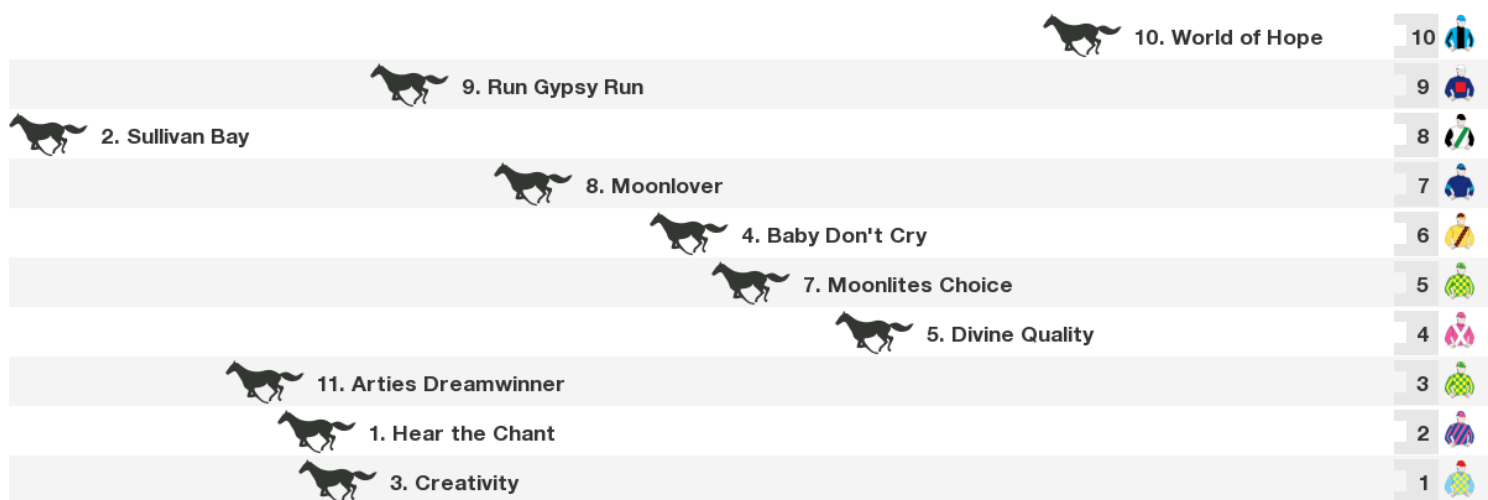 10. World of Hope 10
9. Run Gypsy Run 9
2. Sullivan Bay 8
8. Moonlover 7
4. Baby Don't Cry 6
7. Moonlites Choice 5
5. Divine Quality 4
11. Arties Dreamwinner 3
1. Hear the Chant 2
3. Creativity 1